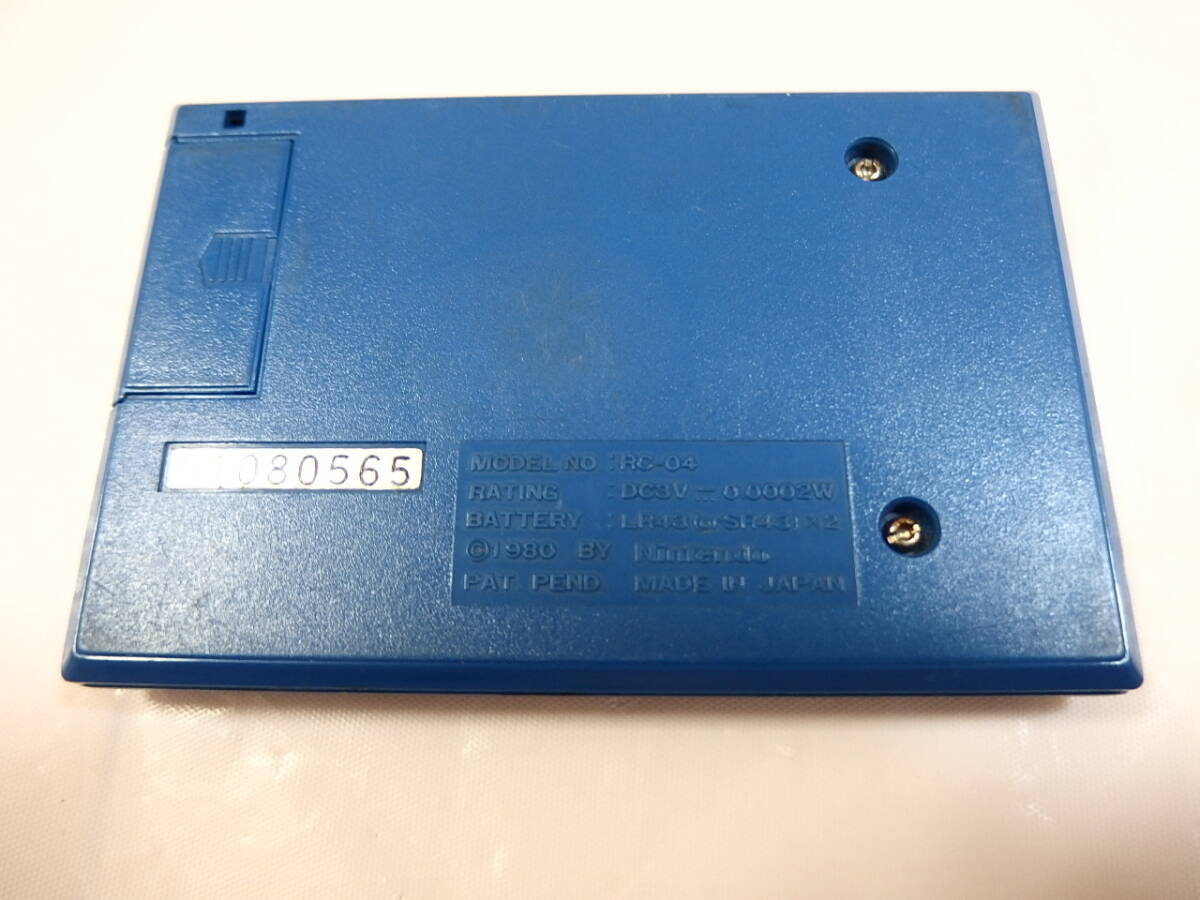 1080565
MODEL NO : RC-04
RATING : DC3V ⎓ 0.0002W
BATTERY : LR43 (or SR43) ×2
©1980 BY Nintendo
PAT. PEND. MADE IN JAPAN